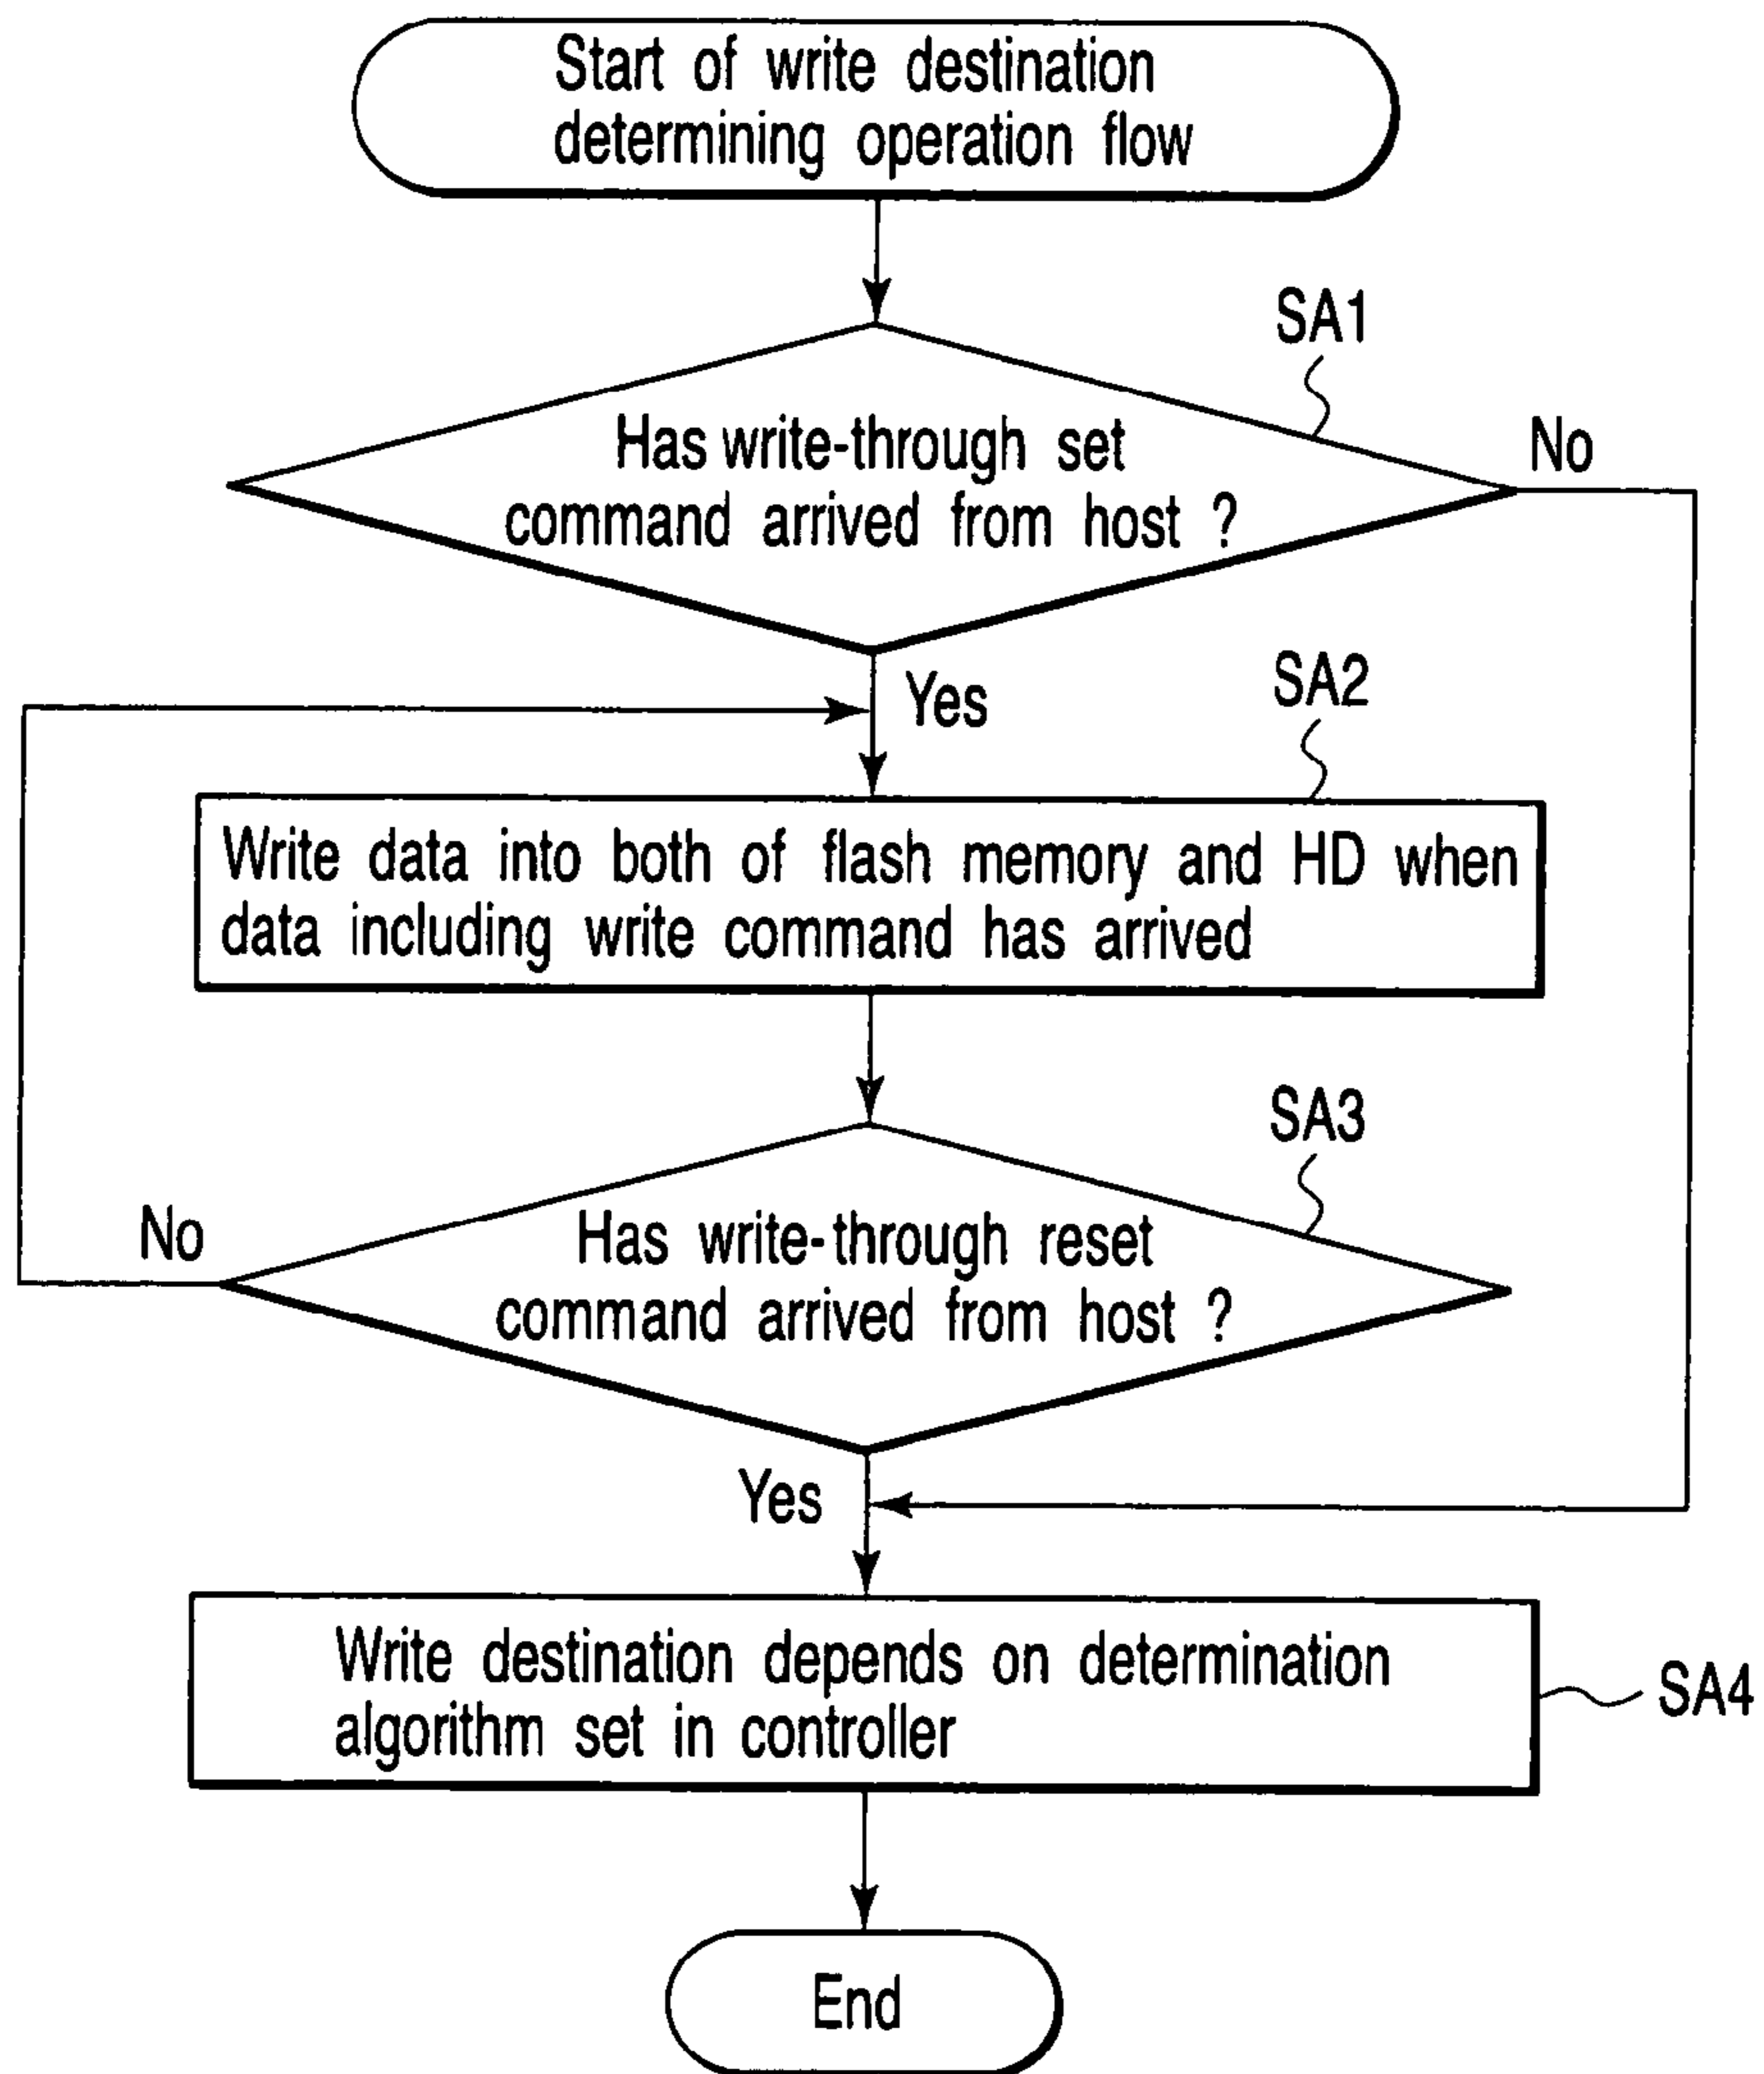 Start of write destination
determining operation flow
SA1
Has write-through set
command arrived from host ?
No
Yes
SA2
Write data into both of flash memory and HD when
data including write command has arrived
SA3
No
Has write-through reset
command arrived from host ?
Yes
Write destination depends on determination
algorithm set in controller
SA4
End